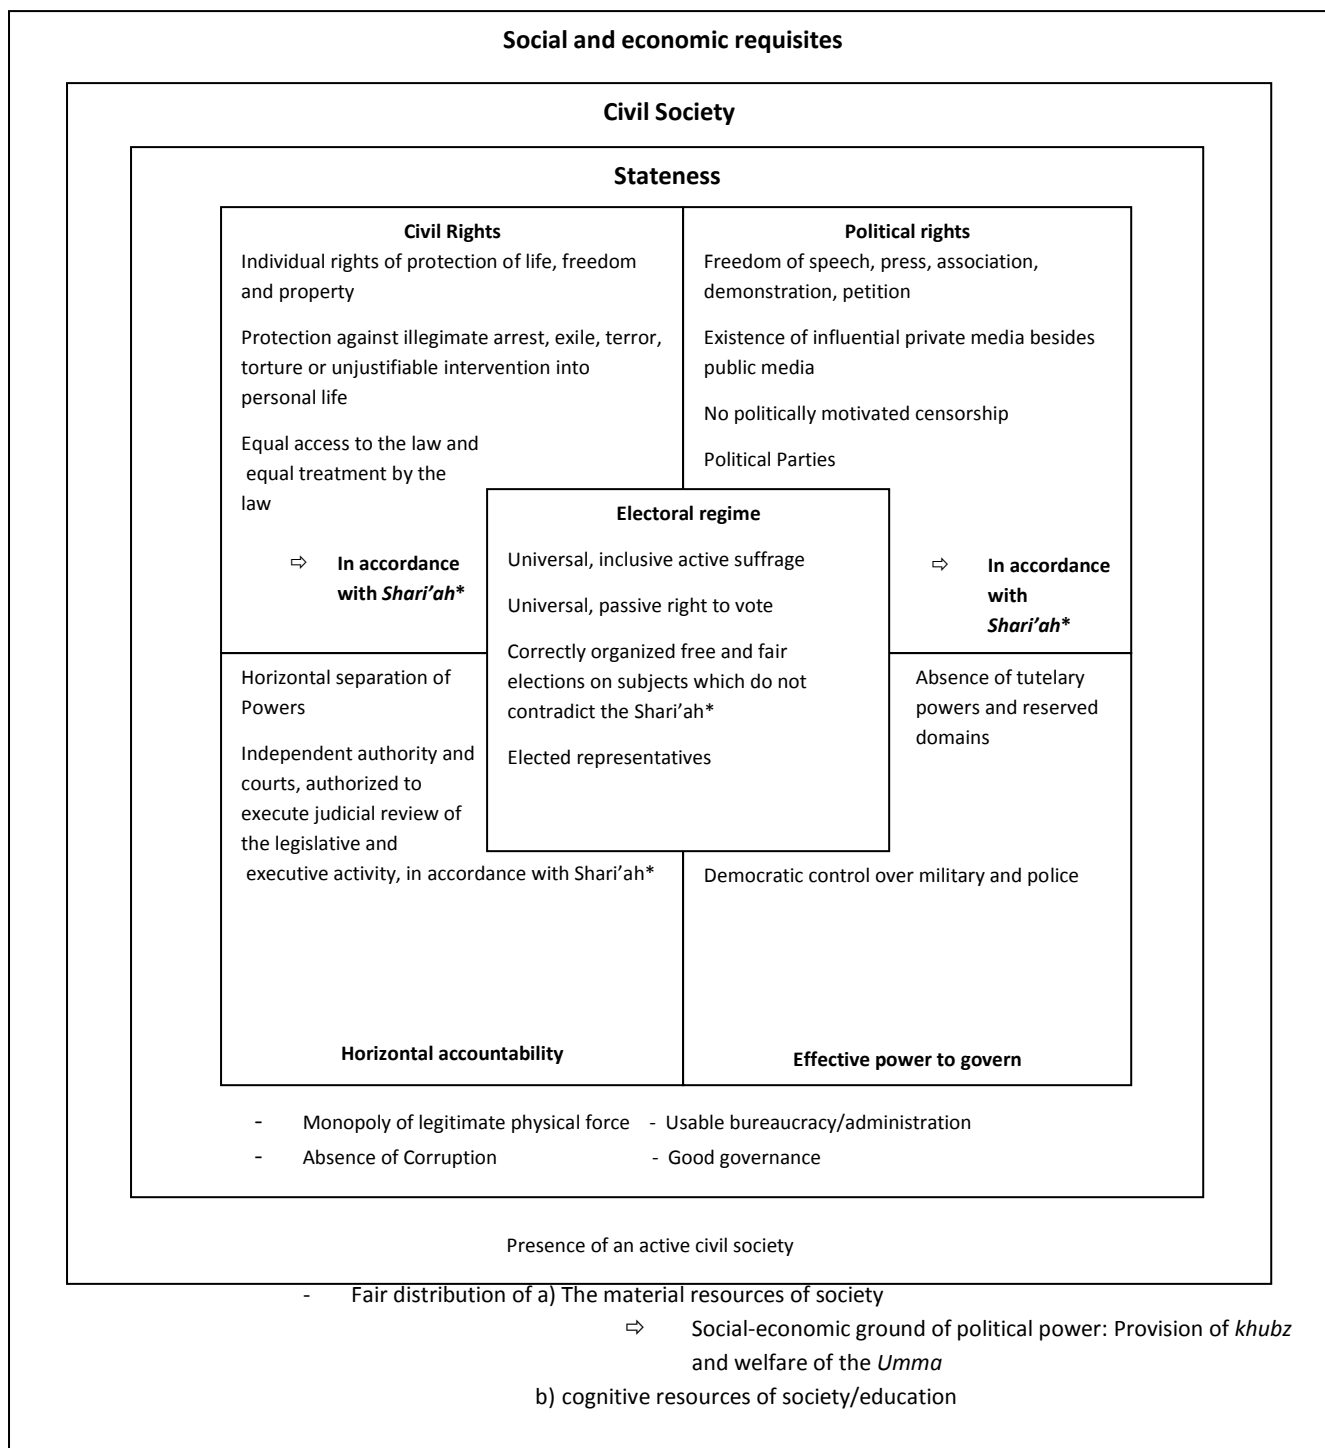 Social and economic requisites
Civil Society
Stateness
Civil Rights
Individual rights of protection of life, freedom
and property
Protection against illegitimate arrest, exile, terror,
torture or unjustifiable intervention into
personal life
Equal access to the law and
equal treatment by the
law
⇨ In accordance
with Shari’ah*
Political rights
Freedom of speech, press, association,
demonstration, petition
Existence of influential private media besides
public media
No politically motivated censorship
Political Parties
⇨ In accordance
with
Shari’ah*
Electoral regime
Universal, inclusive active suffrage
Universal, passive right to vote
Correctly organized free and fair
elections on subjects which do not
contradict the Shari’ah*
Elected representatives
Horizontal separation of
Powers
Independent authority and
courts, authorized to
execute judicial review of
the legislative and
executive activity, in accordance with Shari’ah*
Horizontal accountability
Absence of tutelary
powers and reserved
domains
Democratic control over military and police
Effective power to govern
- Monopoly of legitimate physical force - Usable bureaucracy/administration
- Absence of Corruption - Good governance
Presence of an active civil society
- Fair distribution of a) The material resources of society
⇨ Social-economic ground of political power: Provision of khubz
and welfare of the Umma
b) cognitive resources of society/education